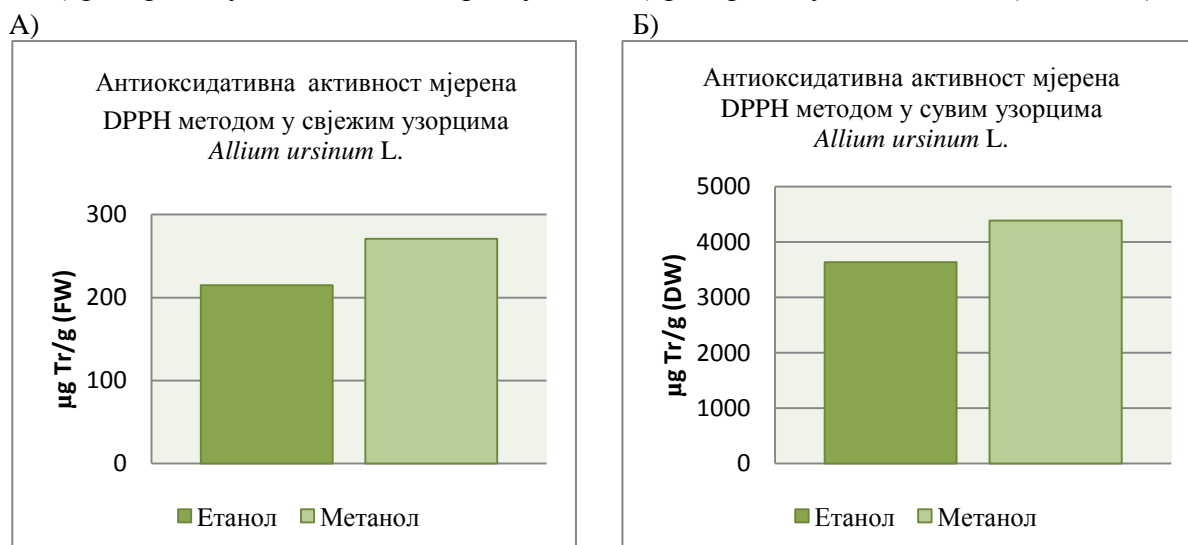 А)
Антиоксидативна активност мјерена
DPPH методом у свјежим узорцима
Allium ursinum L.
300
200
100
0
µg Tr/g (FW)
Етанол Метанол
Б)
Антиоксидативна активност мјерена
DPPH методом у сувим узорцима
Allium ursinum L.
5000
4000
3000
2000
1000
0
µg Tr/g (DW)
Етанол Метанол